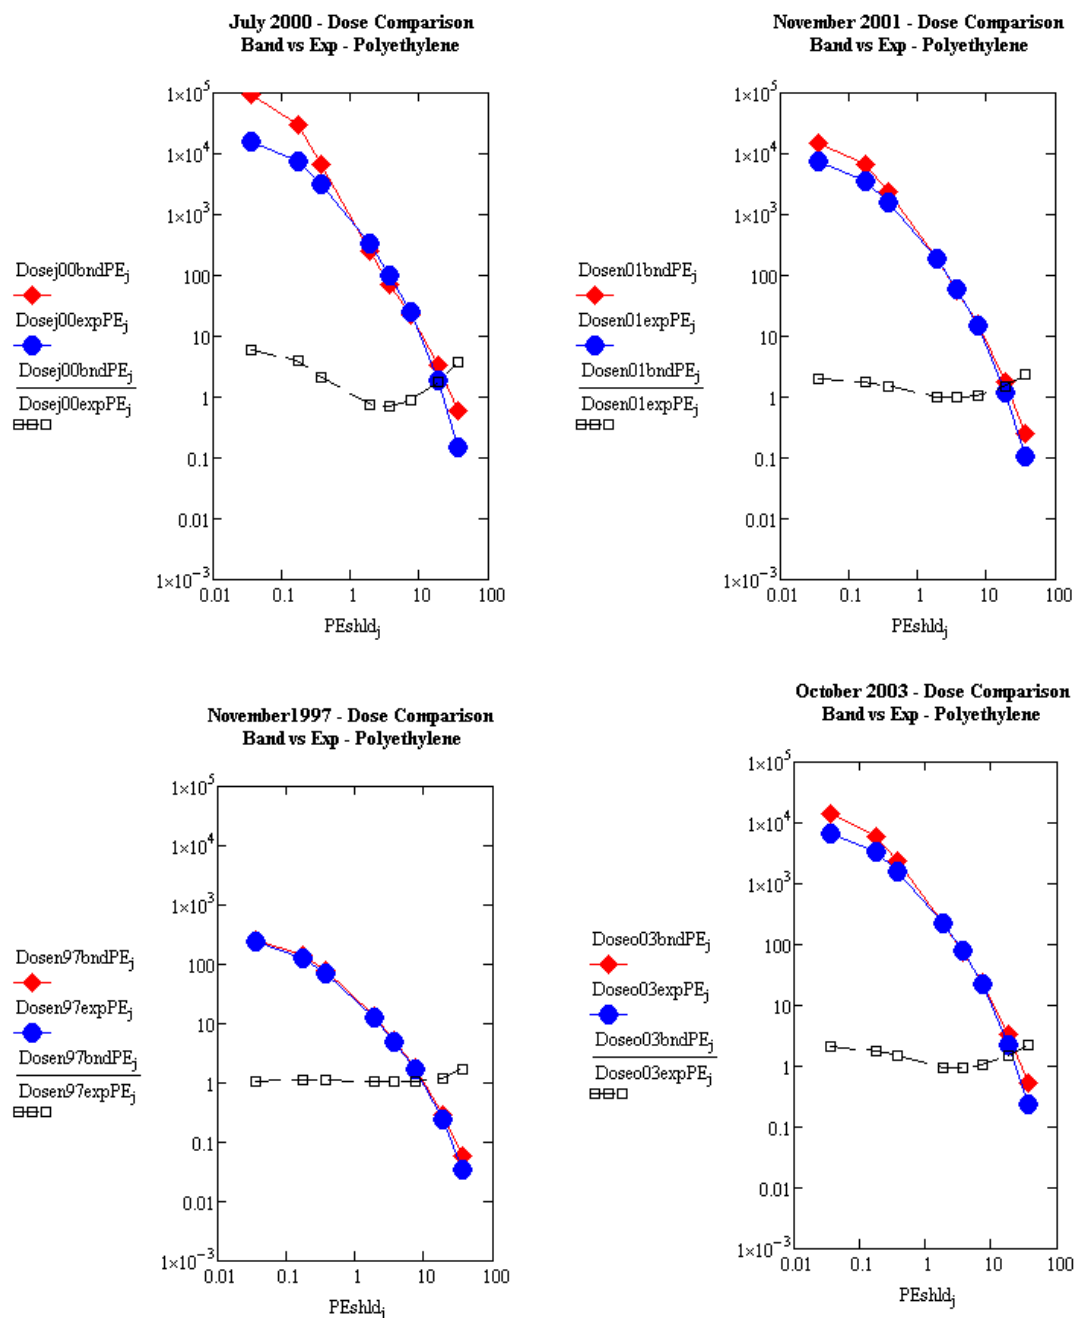 July 2000 - Dose Comparison
Band vs Exp - Polyethylene
1×10^5
1×10^4
1×10^3
100
10
1
0.1
0.01
1×10^-3
0.01 0.1 1 10 100
PEshld_j
Dosej00bndPE_j
Dosej00expPE_j
Dosej00bndPE_j
Dosej00expPE_j
November 2001 - Dose Comparison
Band vs Exp - Polyethylene
1×10^5
1×10^4
1×10^3
100
10
1
0.1
0.01
1×10^-3
0.01 0.1 1 10 100
PEshld_j
Dosen01bndPE_j
Dosen01expPE_j
Dosen01bndPE_j
Dosen01expPE_j
November1997 - Dose Comparison
Band vs Exp - Polyethylene
1×10^5
1×10^4
1×10^3
100
10
1
0.1
0.01
1×10^-3
0.01 0.1 1 10 100
PEshld_j
Dosen97bndPE_j
Dosen97expPE_j
Dosen97bndPE_j
Dosen97expPE_j
October 2003 - Dose Comparison
Band vs Exp - Polyethylene
1×10^5
1×10^4
1×10^3
100
10
1
0.1
0.01
1×10^-3
0.01 0.1 1 10 100
PEshld_j
Doseo03bndPE_j
Doseo03expPE_j
Doseo03bndPE_j
Doseo03expPE_j